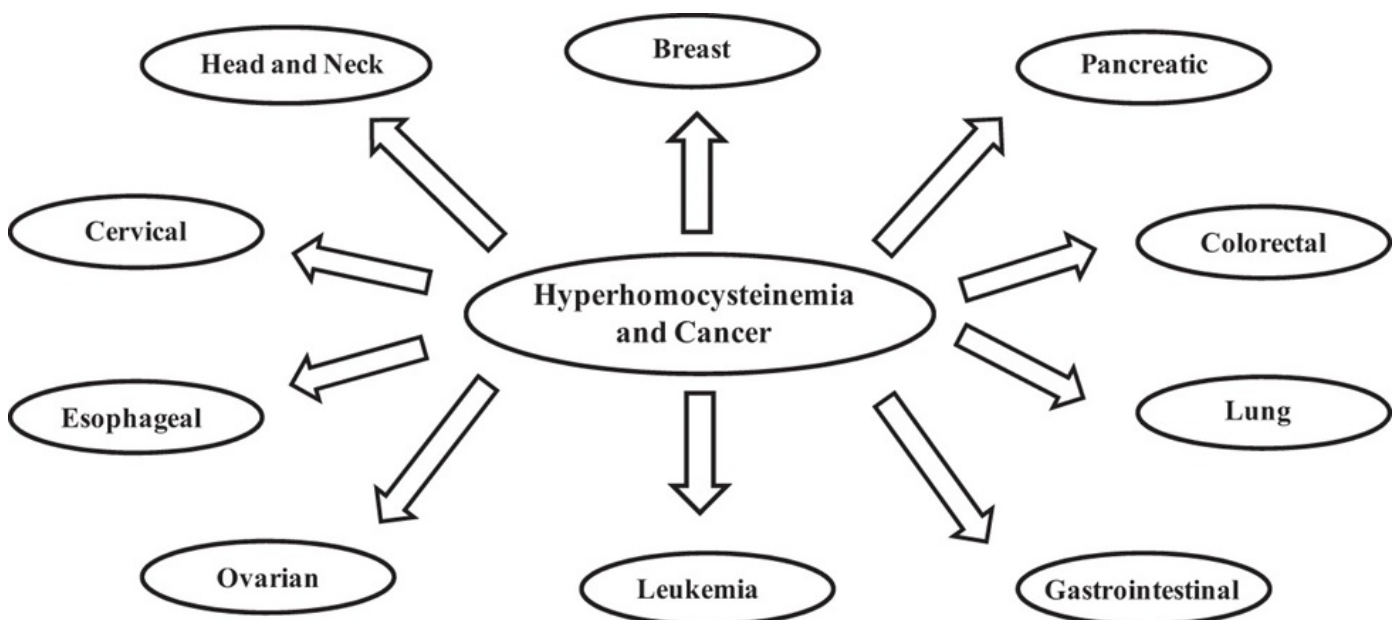 Head and Neck
Breast
Pancreatic
Cervical
Colorectal
Hyperhomocysteinemia
and Cancer
Esophageal
Lung
Ovarian
Leukemia
Gastrointestinal